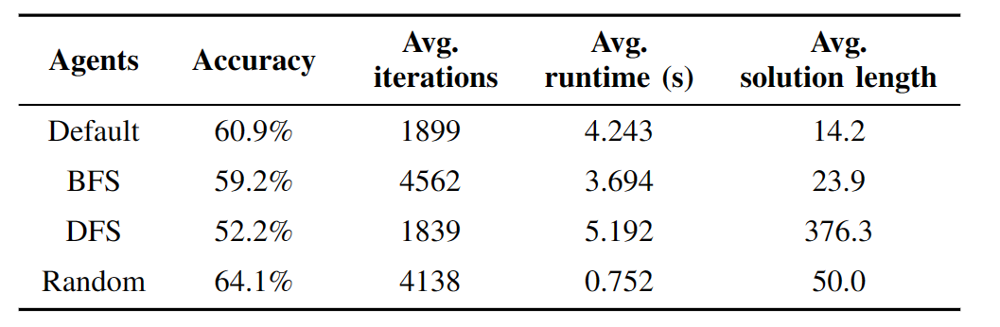 Agents Accuracy Avg. iterations Avg. runtime (s) Avg. solution length
Default 60.9% 1899 4.243 14.2
BFS 59.2% 4562 3.694 23.9
DFS 52.2% 1839 5.192 376.3
Random 64.1% 4138 0.752 50.0